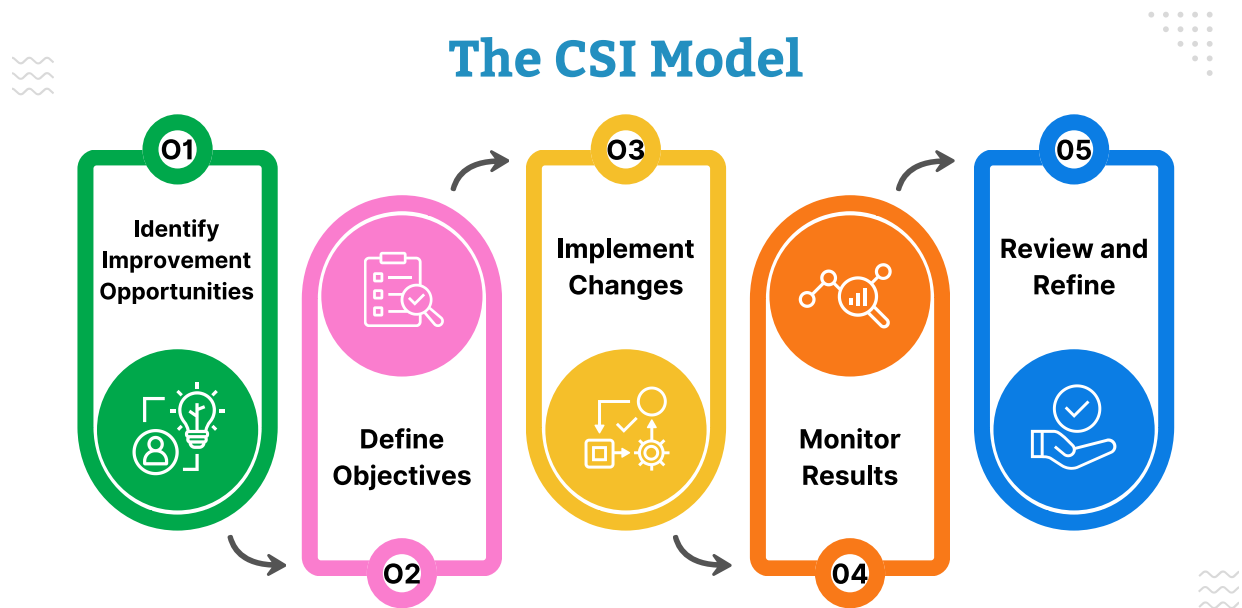 The CSI Model
01
Identify
Improvement
Opportunities
Define
Objectives
02
03
Implement
Changes
Monitor
Results
04
05
Review and
Refine